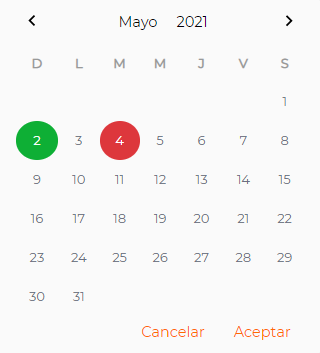 Mayo 2021
D L M M J V S
1
2 3 4 5 6 7 8
9 10 11 12 13 14 15
16 17 18 19 20 21 22
23 24 25 26 27 28 29
30 31
Cancelar Aceptar